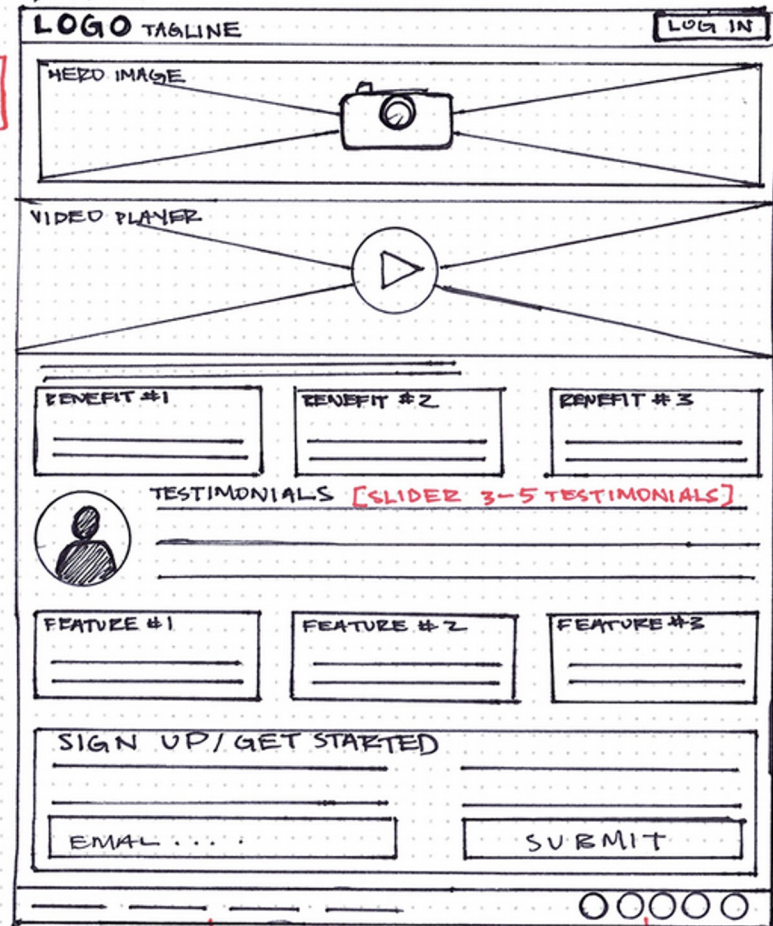 LOGO TAGLINE LOG IN
HERO IMAGE
VIDEO PLAYER
BENEFIT #1 BENEFIT #2 BENEFIT #3
TESTIMONIALS [SLIDER 3-5 TESTIMONIALS]
FEATURE #1 FEATURE #2 FEATURE #3
SIGN UP/GET STARTED
EMAL .... SUBMIT